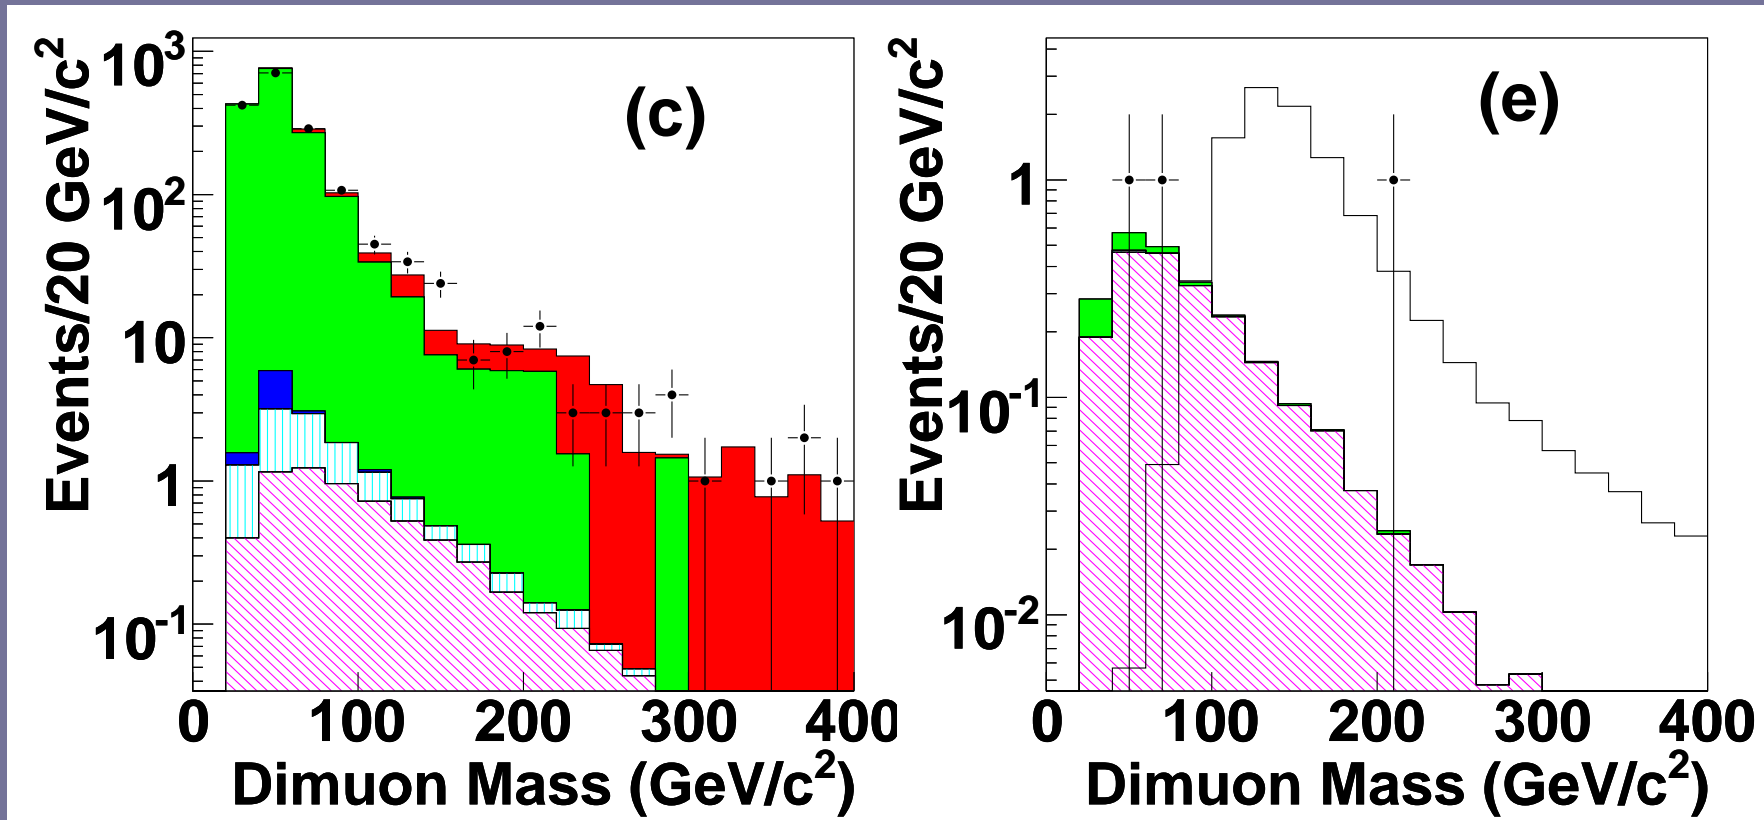 (c)
Events/20 GeV/c²
10³
10²
10
1
10⁻¹
0 100 200 300 400
Dimuon Mass (GeV/c²)
(e)
Events/20 GeV/c²
1
10⁻¹
10⁻²
0 100 200 300 400
Dimuon Mass (GeV/c²)